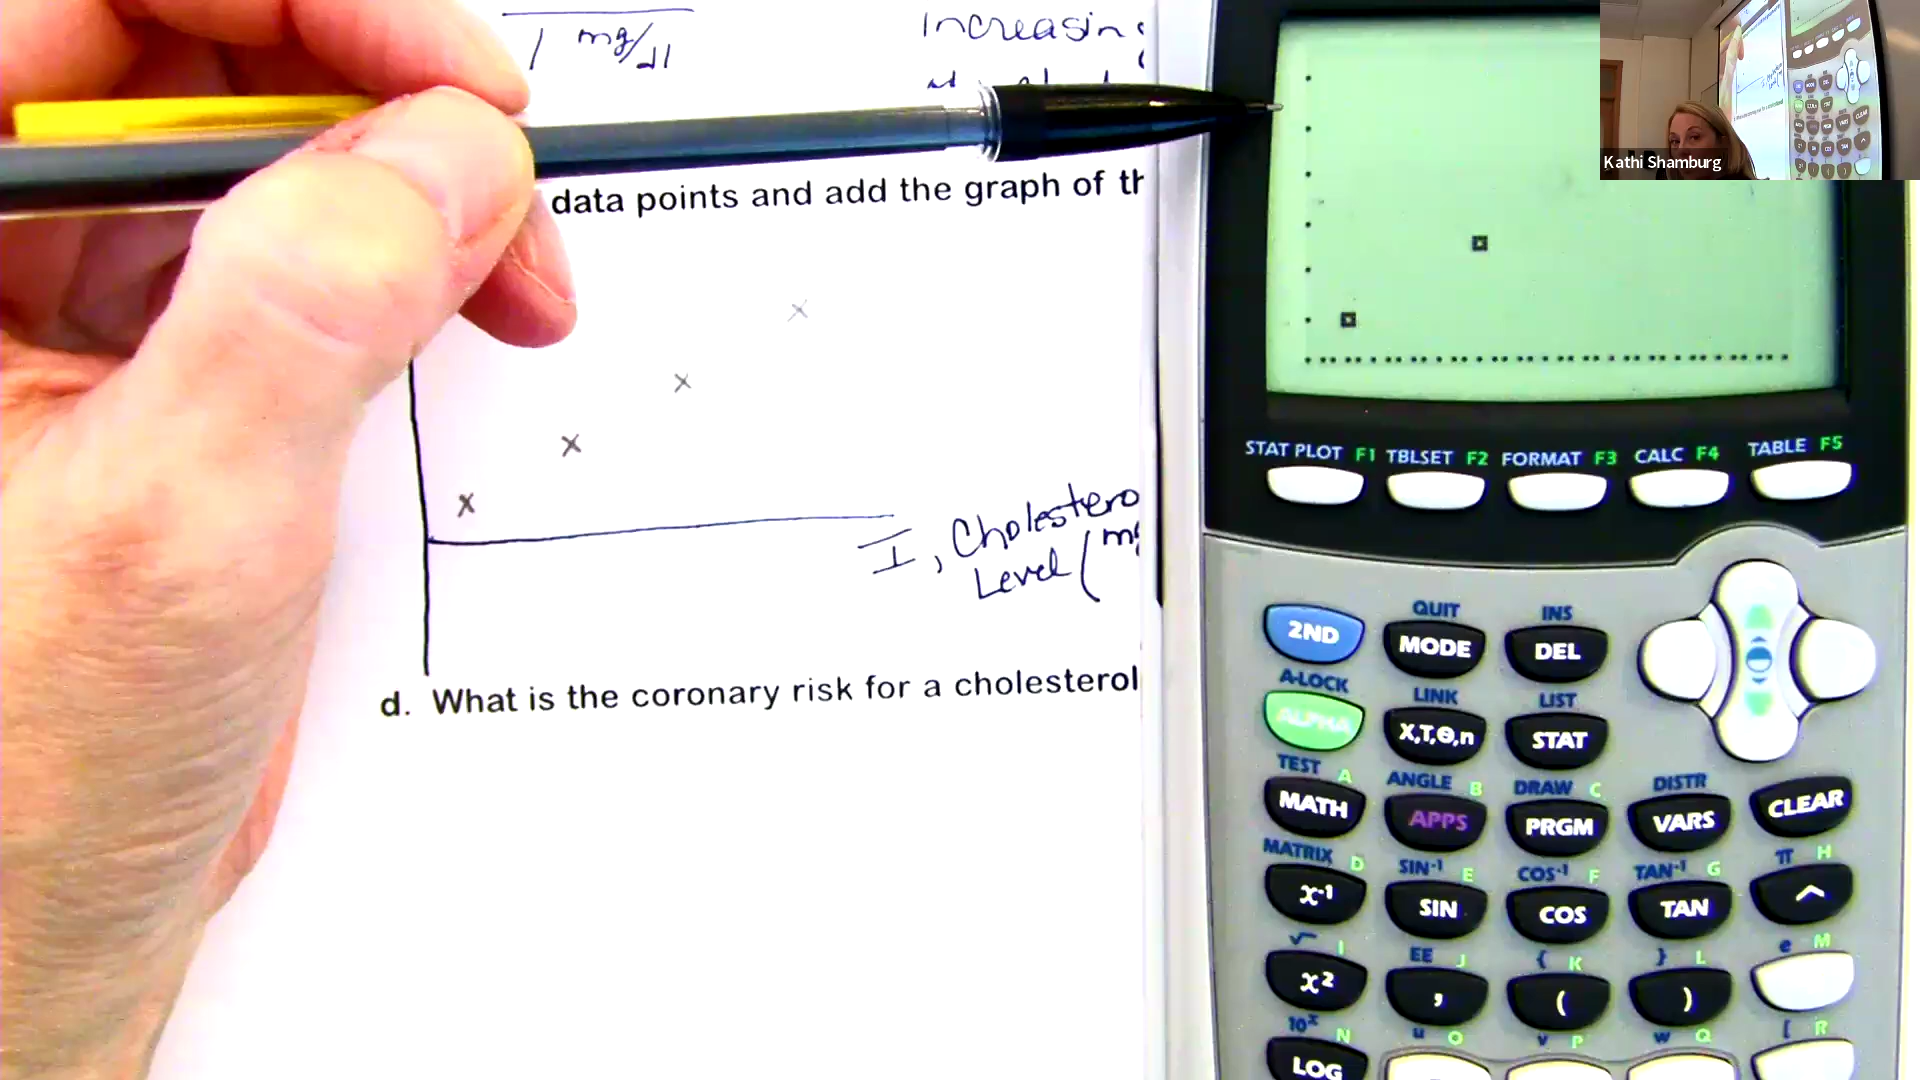 1 mg/dl
Increasing
data points and add the graph of th
I, Cholestero
Level (mg
d. What is the coronary risk for a cholesterol
Kathi Shamburg
STAT PLOT F1 TBLSET F2 FORMAT F3 CALC F4 TABLE F5
QUIT INS
2ND MODE DEL
A-LOCK LINK LIST
ALPHA X,T,Θ,n STAT
TEST A ANGLE B DRAW C DISTR
MATH APPS PRGM VARS CLEAR
MATRIX D SIN-1 E COS-1 F TAN-1 G π H
x-1 SIN COS TAN ^
√ I EE J { K } L e M
x2 , ( )
10x N u O v P w Q [ R
LOG